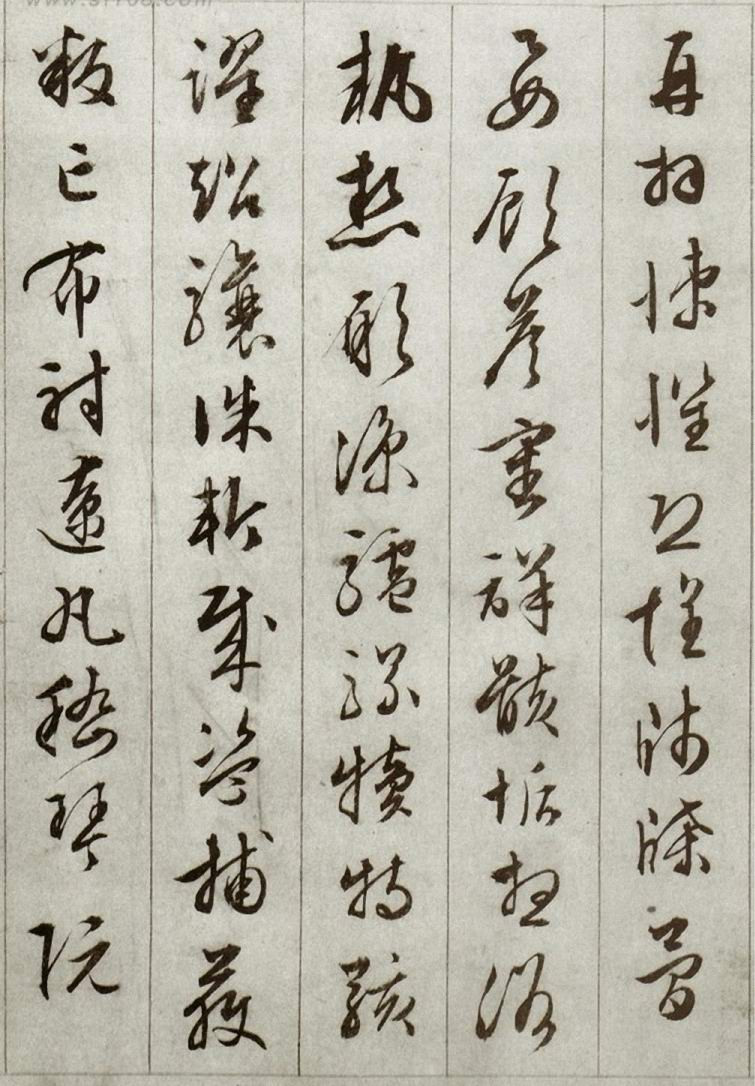 再拜悚懼恐惶牋牒簡
要顧答審詳骸垢想浴
執熱願涼驢騾犢特駭
躍超驤誅斬賊盜捕獲
叛亡布射遼丸嵇琴阮